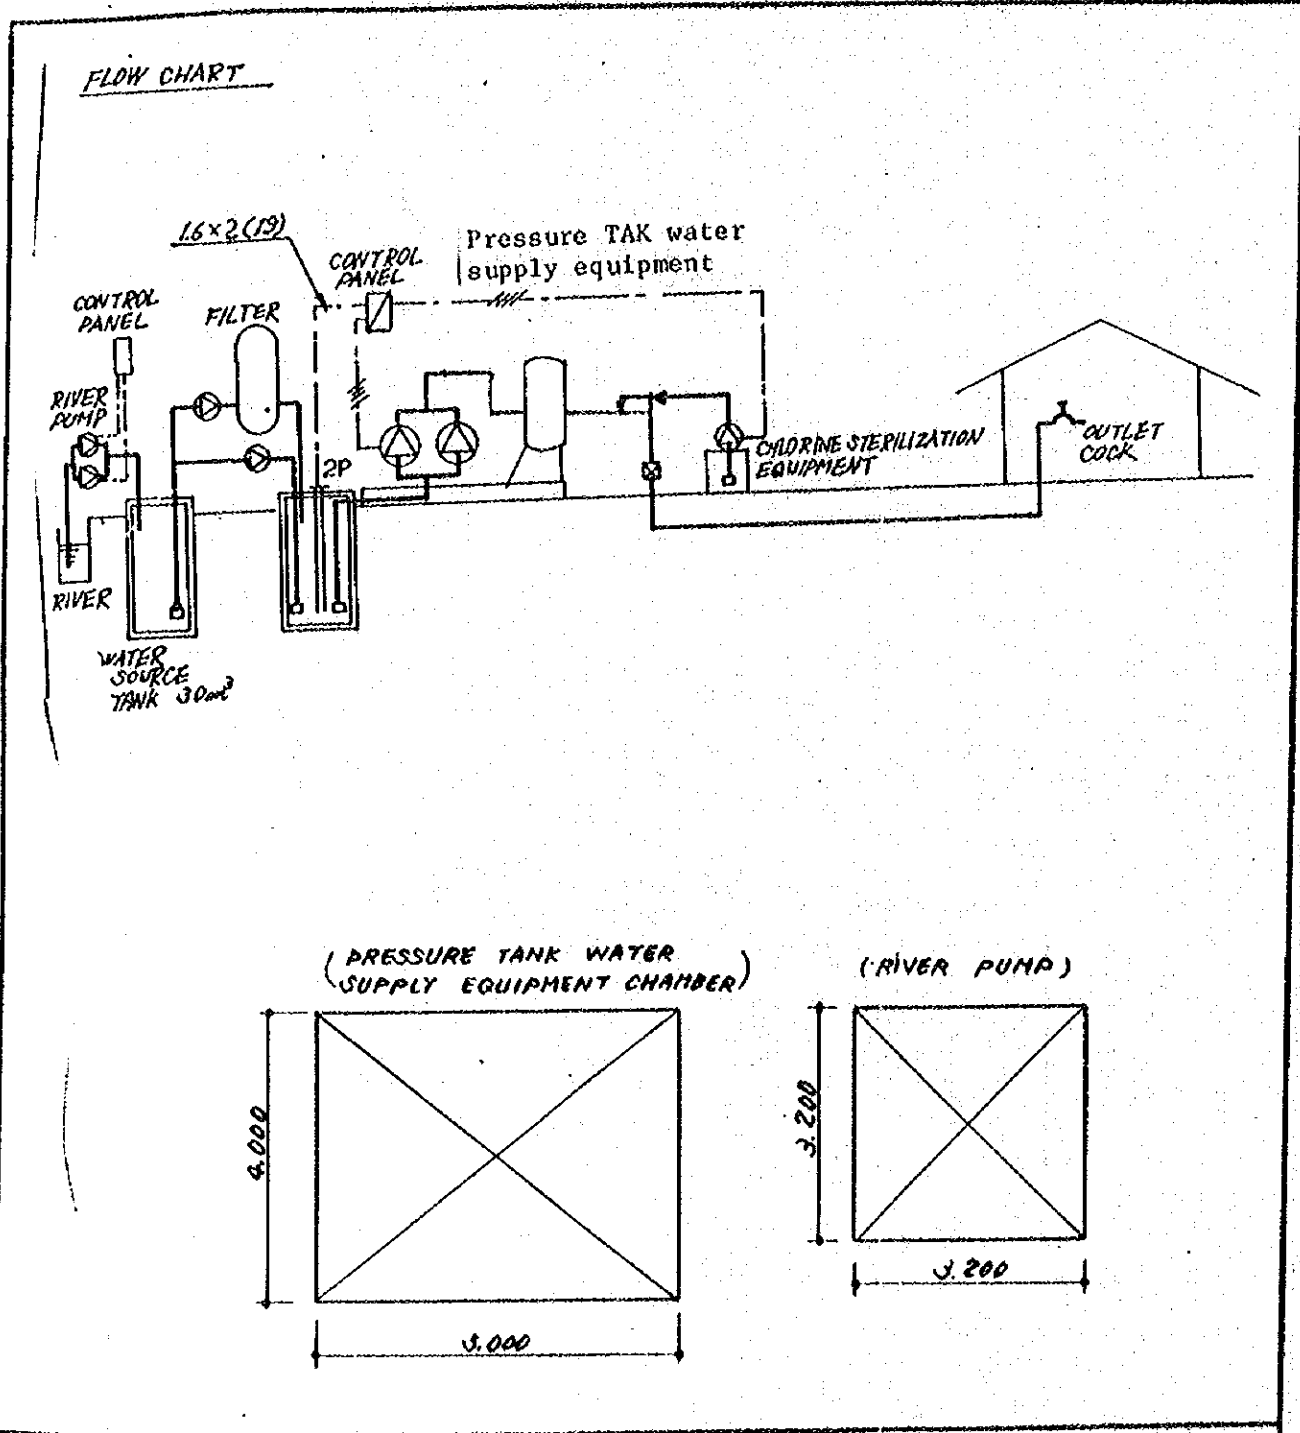 FLOW CHART
1.6×2(19)
CONTROL
PANEL
Pressure TAK water
supply equipment
CONTROL
PANEL
FILTER
RIVER
PUMP
2P
CHLORINE STERILIZATION
EQUIPMENT
OUTLET
COCK
RIVER
WATER
SOURCE
TANK 30m³
(PRESSURE TANK WATER
SUPPLY EQUIPMENT CHAMBER)
(RIVER PUMP)
4.000
5.000
3.200
3.200